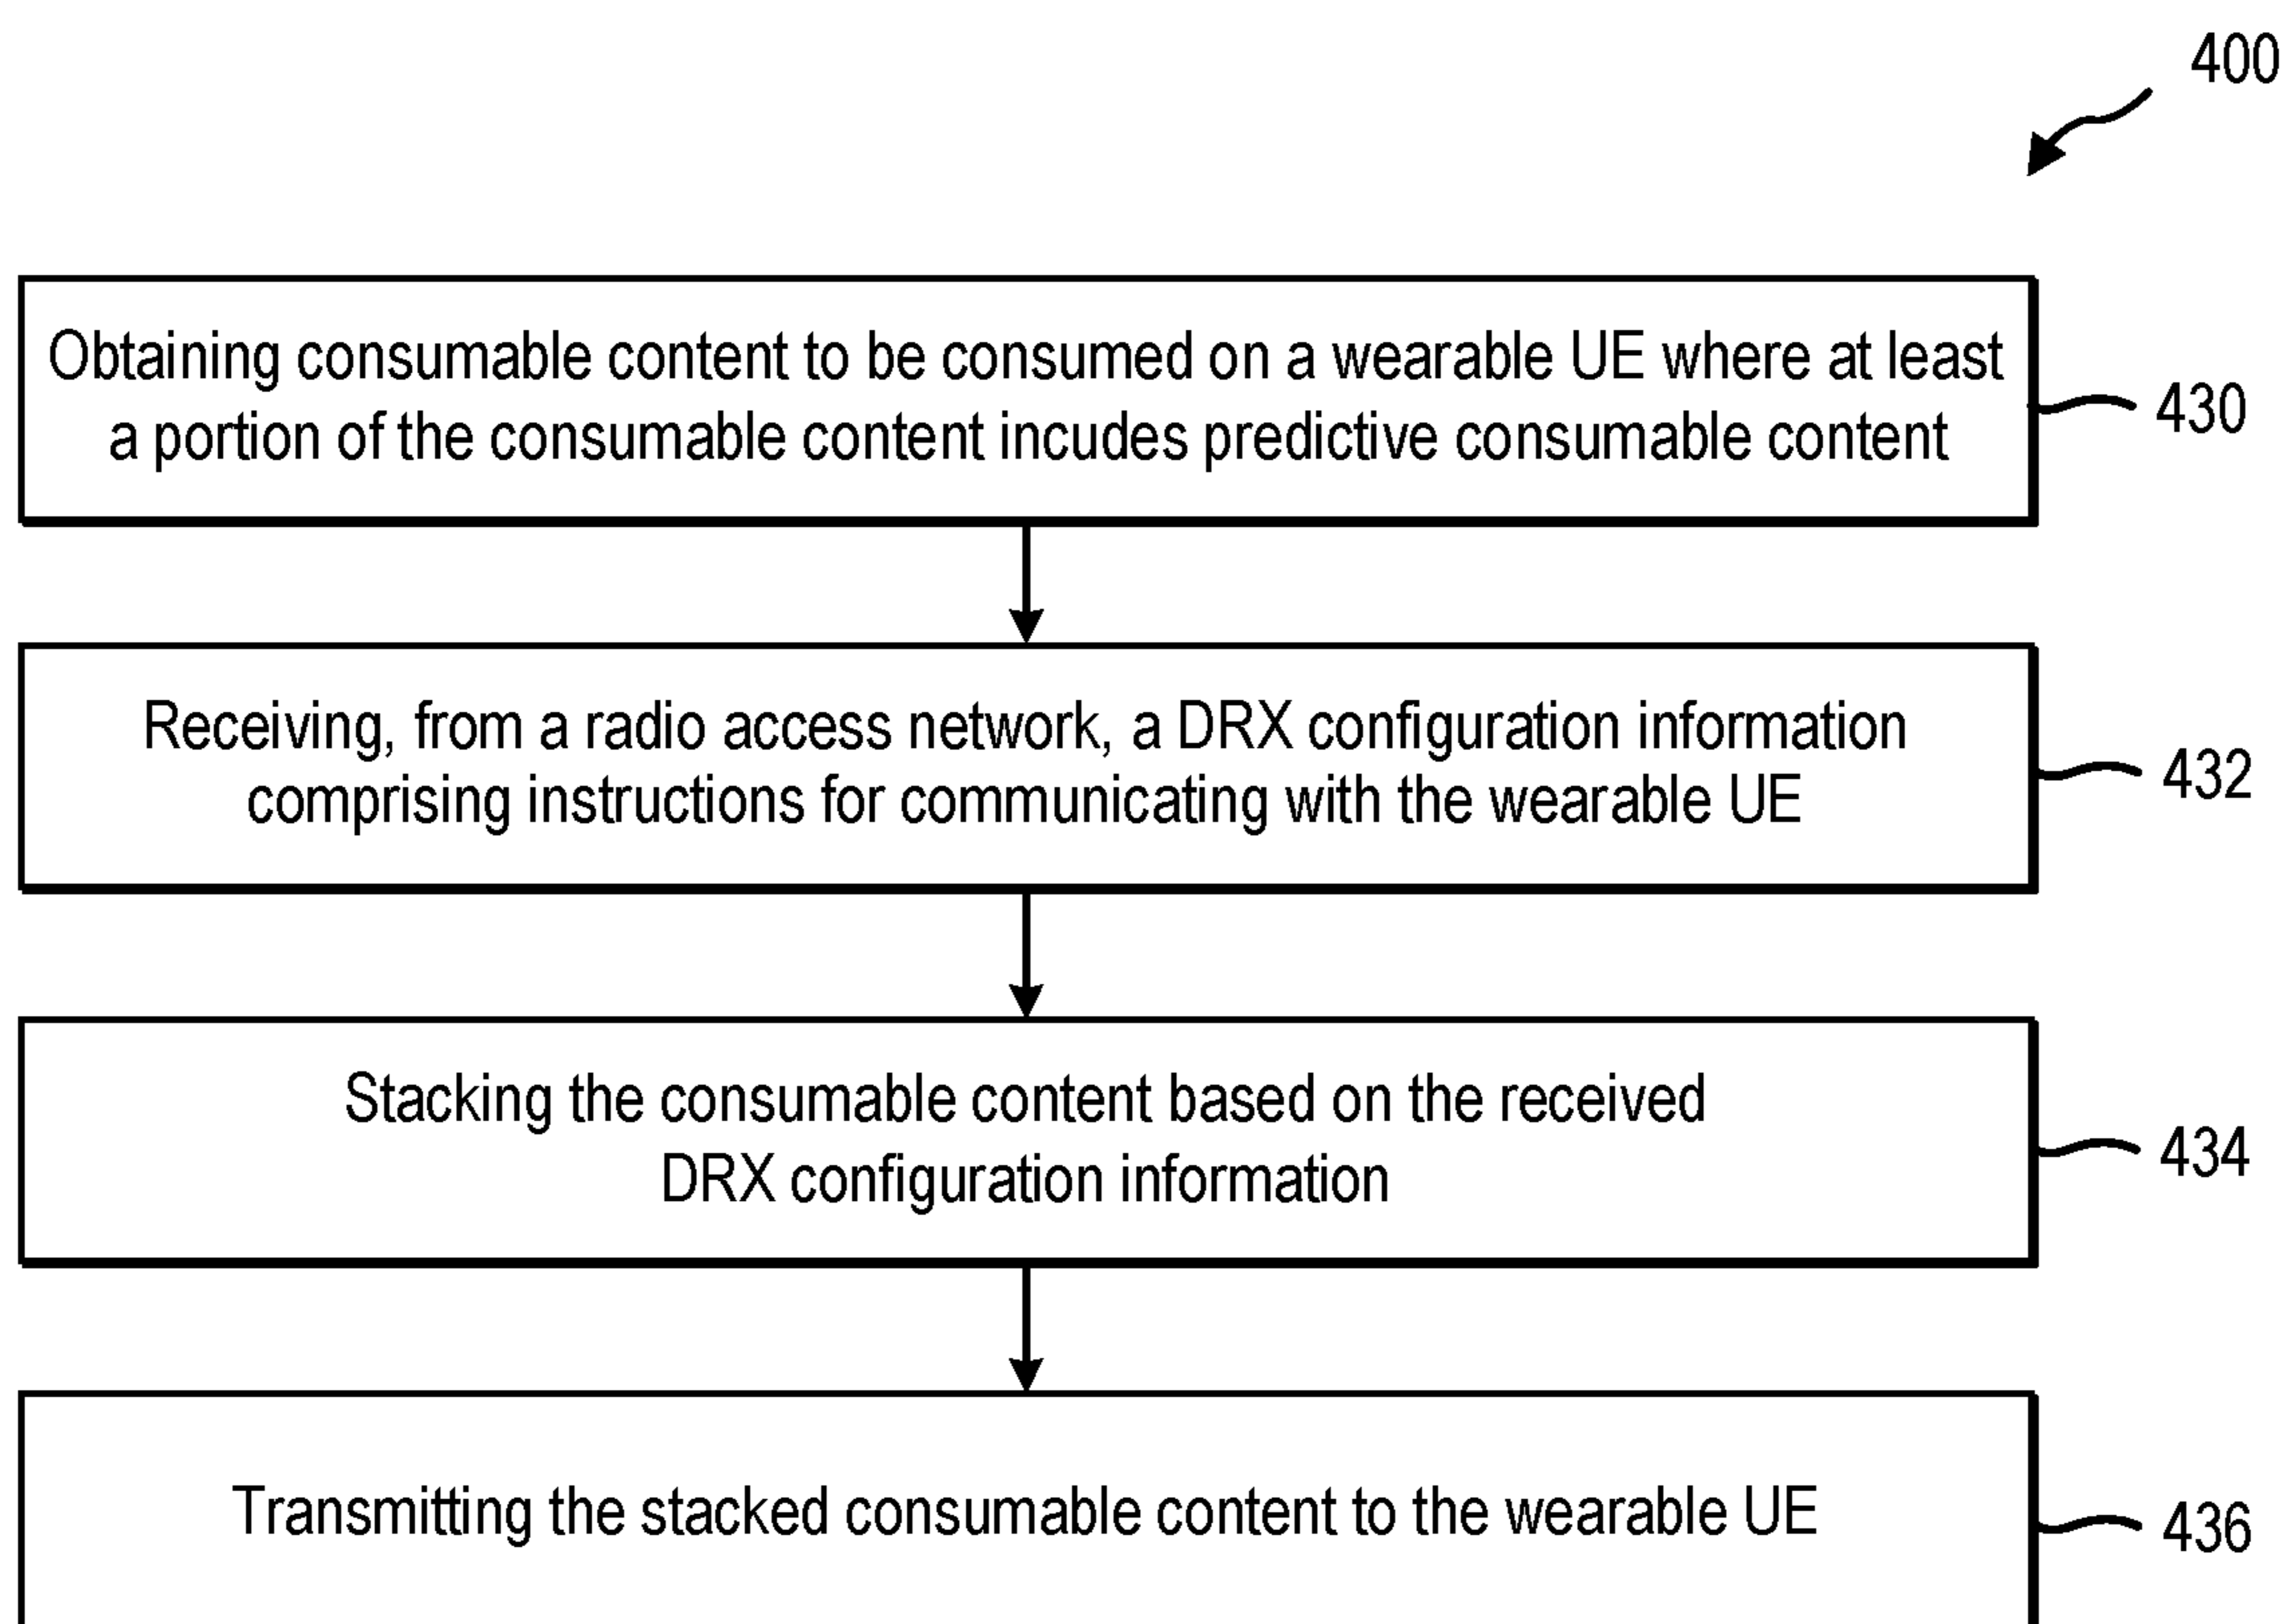 400
Obtaining consumable content to be consumed on a wearable UE where at least
a portion of the consumable content incudes predictive consumable content
430
Receiving, from a radio access network, a DRX configuration information
comprising instructions for communicating with the wearable UE
432
Stacking the consumable content based on the received
DRX configuration information
434
Transmitting the stacked consumable content to the wearable UE
436